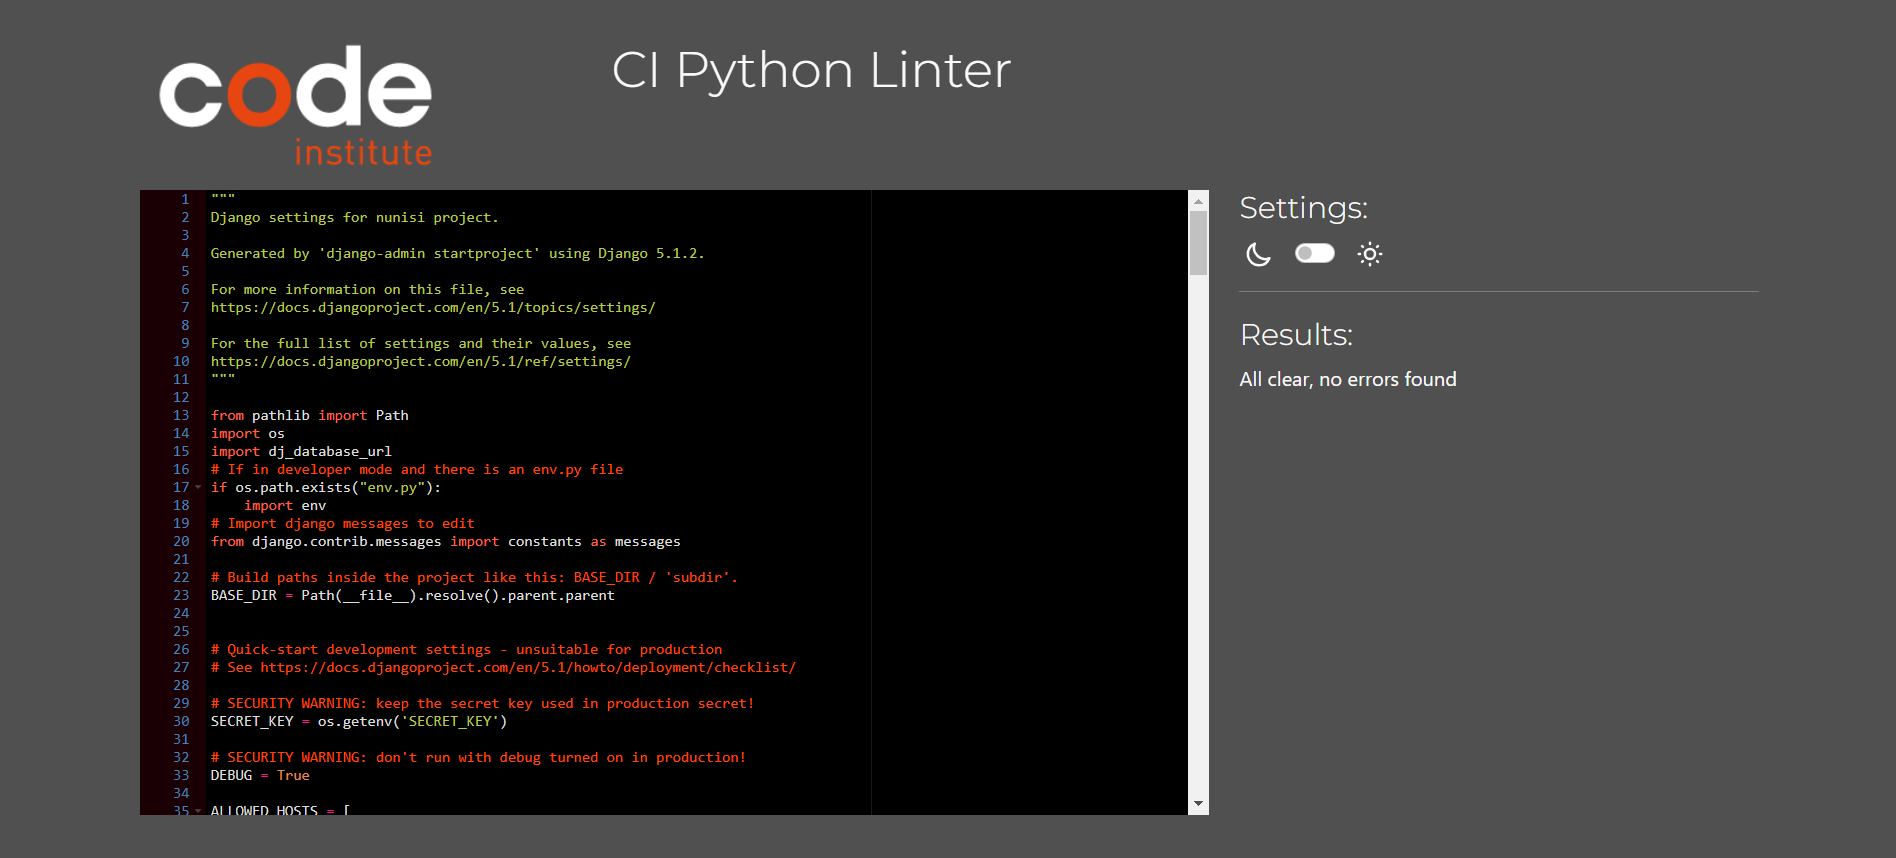 code
institute
CI Python Linter
1 """
2 Django settings for nunisi project.
3
4 Generated by 'django-admin startproject' using Django 5.1.2.
5
6 For more information on this file, see
7 https://docs.djangoproject.com/en/5.1/topics/settings/
8
9 For the full list of settings and their values, see
10 https://docs.djangoproject.com/en/5.1/ref/settings/
11 """
12
13 from pathlib import Path
14 import os
15 import dj_database_url
16 # If in developer mode and there is an env.py file
17 if os.path.exists("env.py"):
18     import env
19 # Import django messages to edit
20 from django.contrib.messages import constants as messages
21
22 # Build paths inside the project like this: BASE_DIR / 'subdir'.
23 BASE_DIR = Path(__file__).resolve().parent.parent
24
25
26 # Quick-start development settings - unsuitable for production
27 # See https://docs.djangoproject.com/en/5.1/howto/deployment/checklist/
28
29 # SECURITY WARNING: keep the secret key used in production secret!
30 SECRET_KEY = os.getenv('SECRET_KEY')
31
32 # SECURITY WARNING: don't run with debug turned on in production!
33 DEBUG = True
34
35 ALLOWED_HOSTS = [
Settings:
Results:
All clear, no errors found